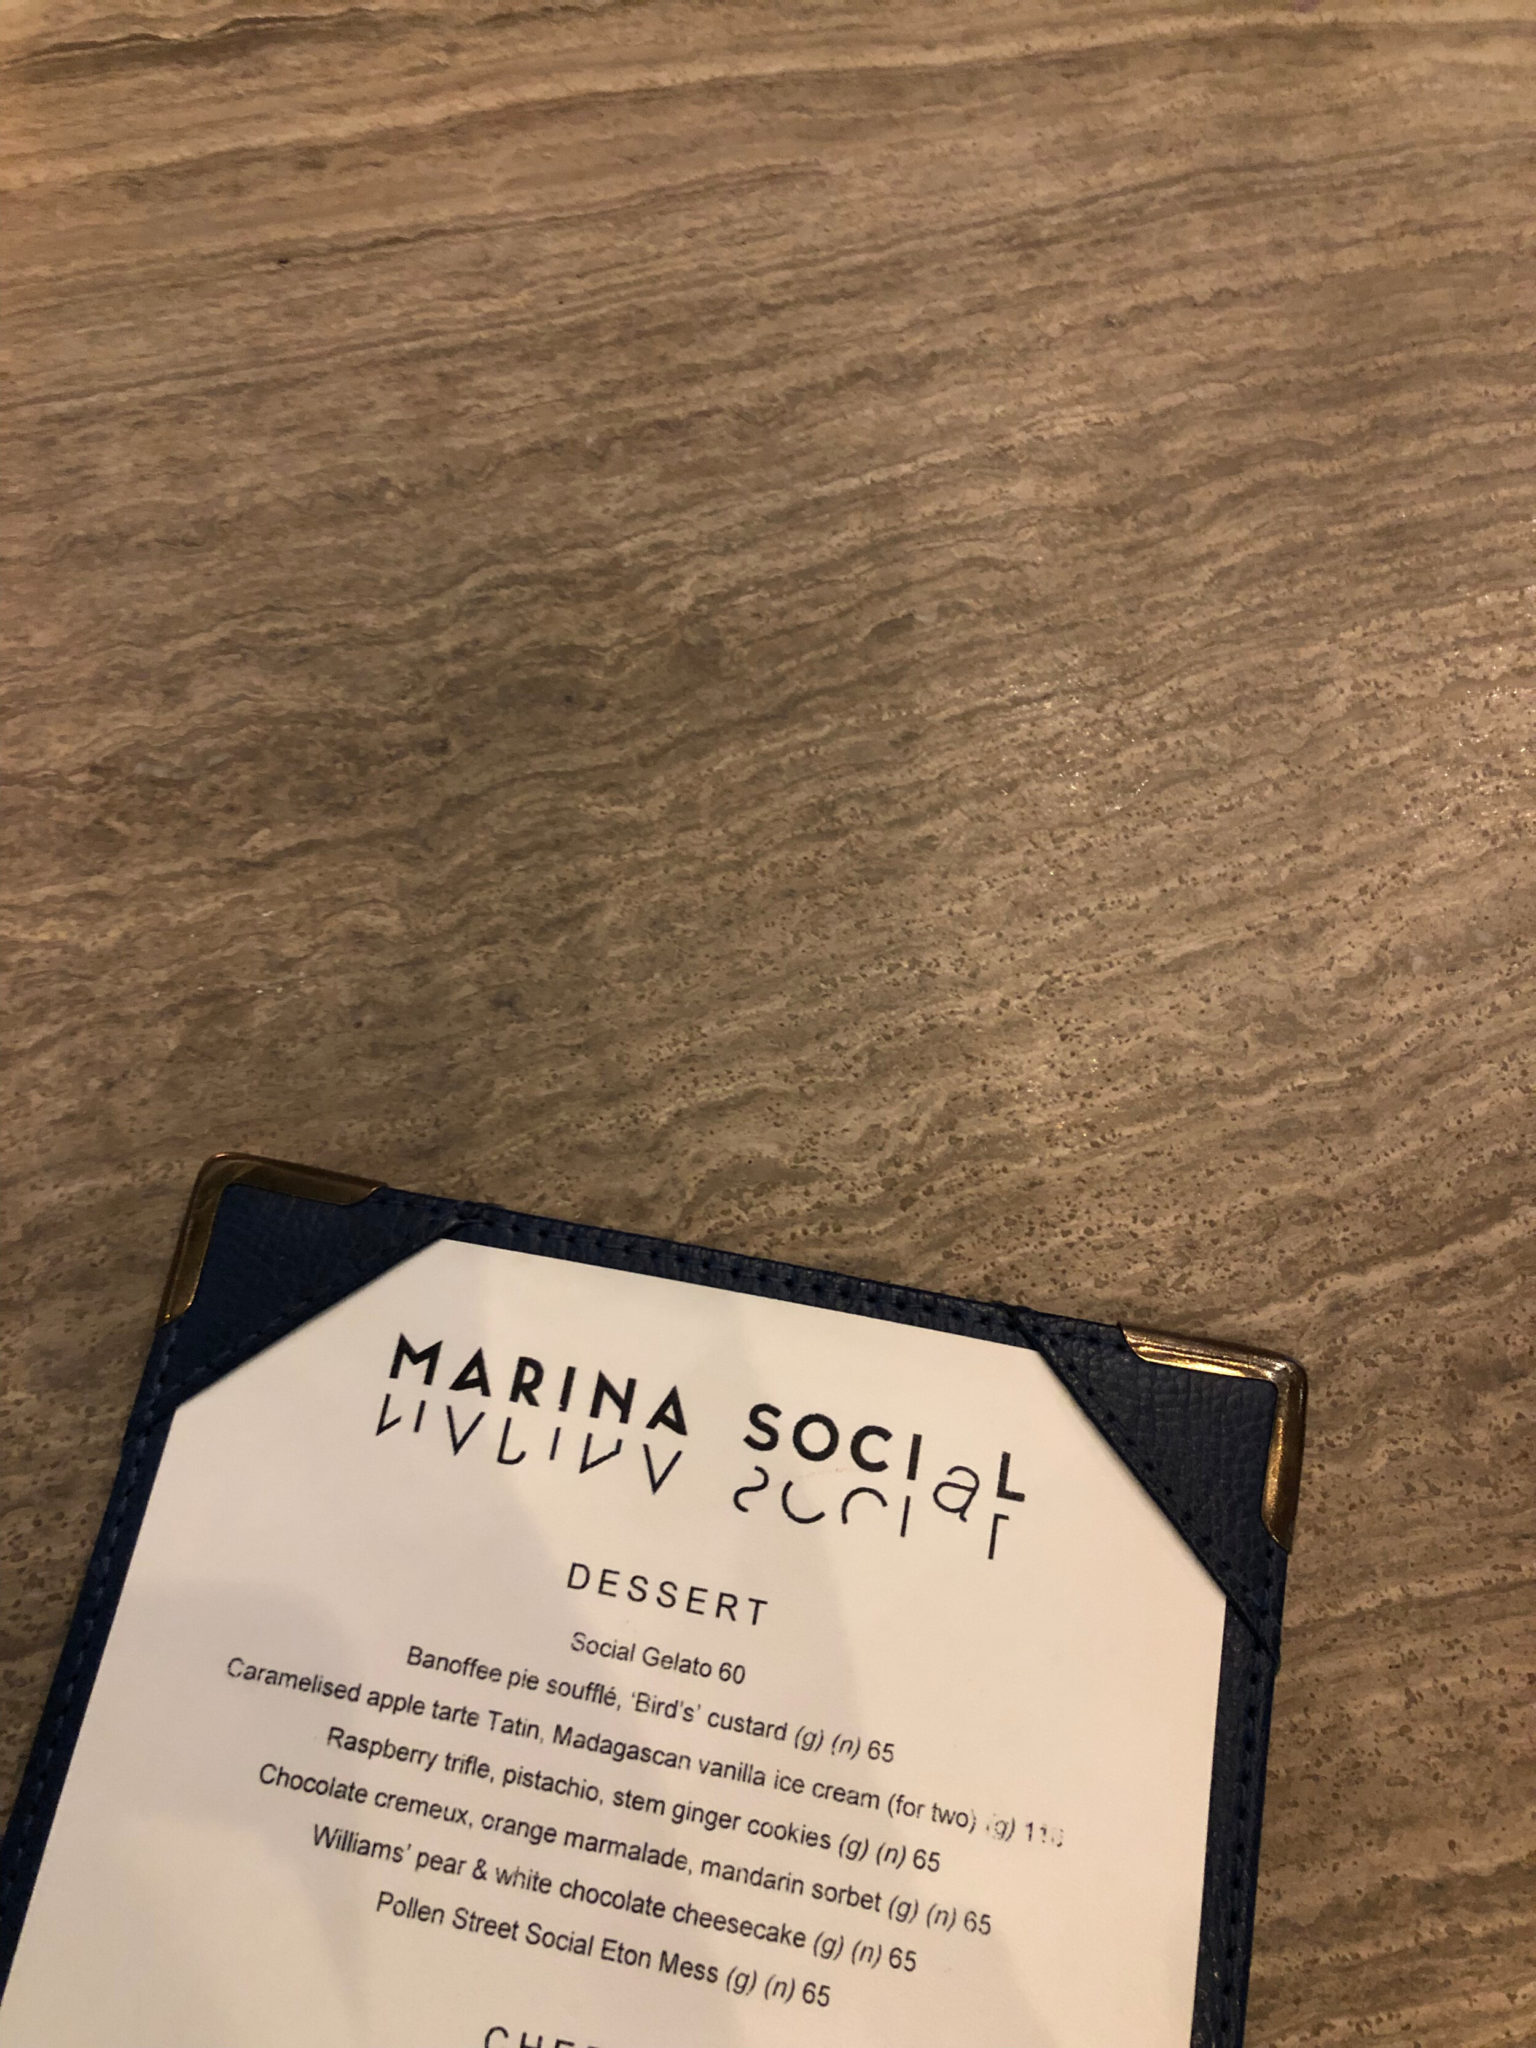 MARINA SOCIaL
DESSERT
Social Gelato 60
Banoffee pie soufflé, ‘Bird’s’ custard (g) (n) 65
Caramelised apple tarte Tatin, Madagascan vanilla ice cream (for two) (g)
Raspberry trifle, pistachio, stem ginger cookies (g) (n) 65
Chocolate cremeux, orange marmalade, mandarin sorbet (g) (n) 65
Williams’ pear & white chocolate cheesecake (g) (n) 65
Pollen Street Social Eton Mess (g) (n) 65